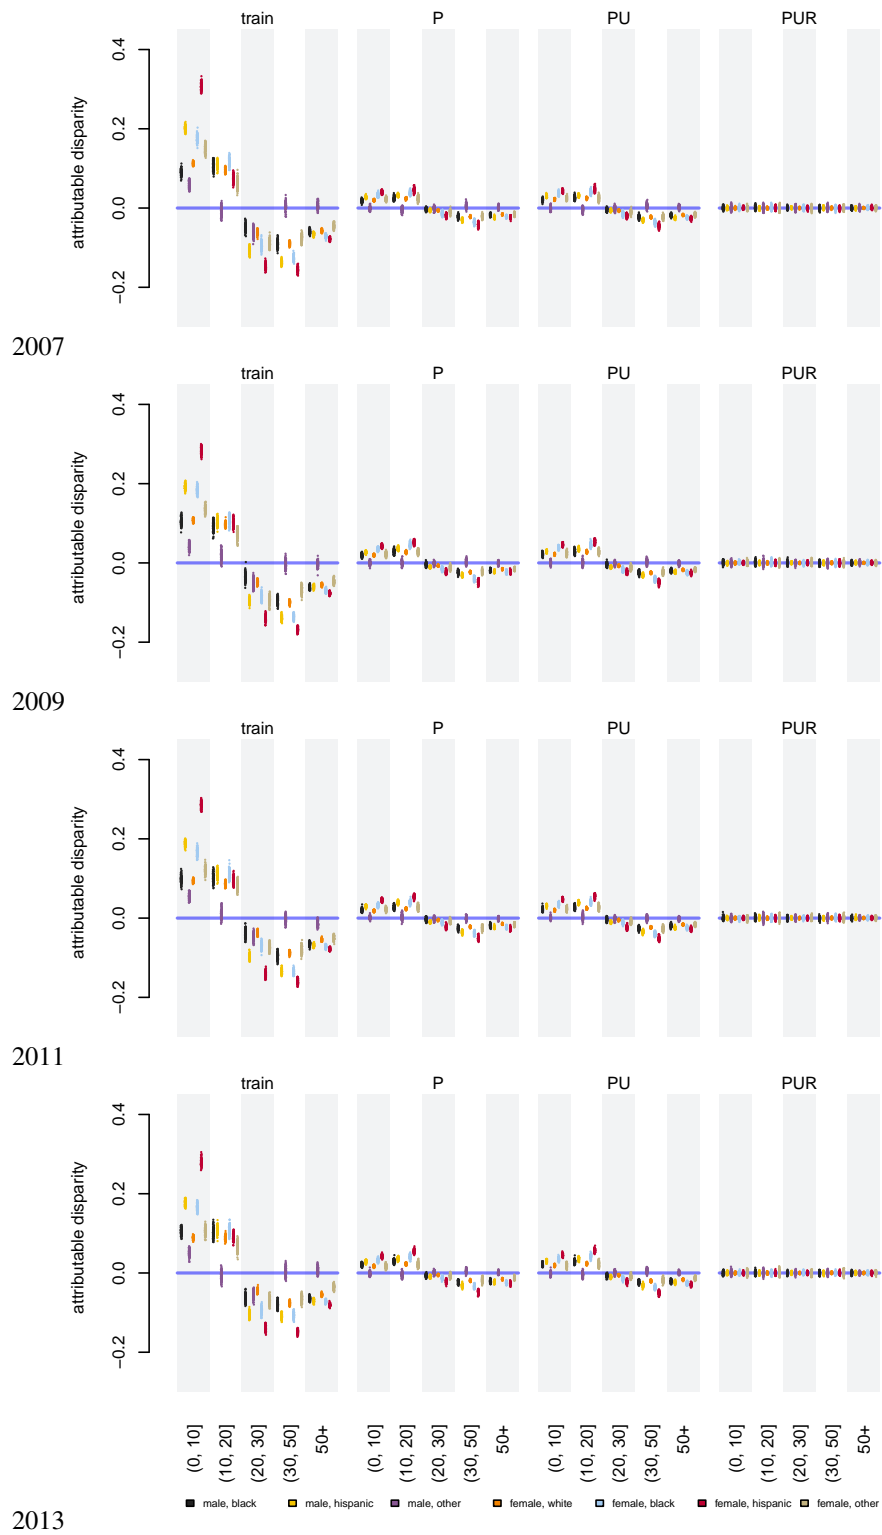 train P PU PUR
attributable disparity
0.4
0.2
0.0
−0.2
2007
train P PU PUR
attributable disparity
0.4
0.2
0.0
−0.2
2009
train P PU PUR
attributable disparity
0.4
0.2
0.0
−0.2
2011
train P PU PUR
attributable disparity
0.4
0.2
0.0
−0.2
(0, 10] (10, 20] (20, 30] (30, 50] 50+ (0, 10] (10, 20] (20, 30] (30, 50] 50+ (0, 10] (10, 20] (20, 30] (30, 50] 50+ (0, 10] (10, 20] (20, 30] (30, 50] 50+
male, black male, hispanic male, other female, white female, black female, hispanic female, other
2013